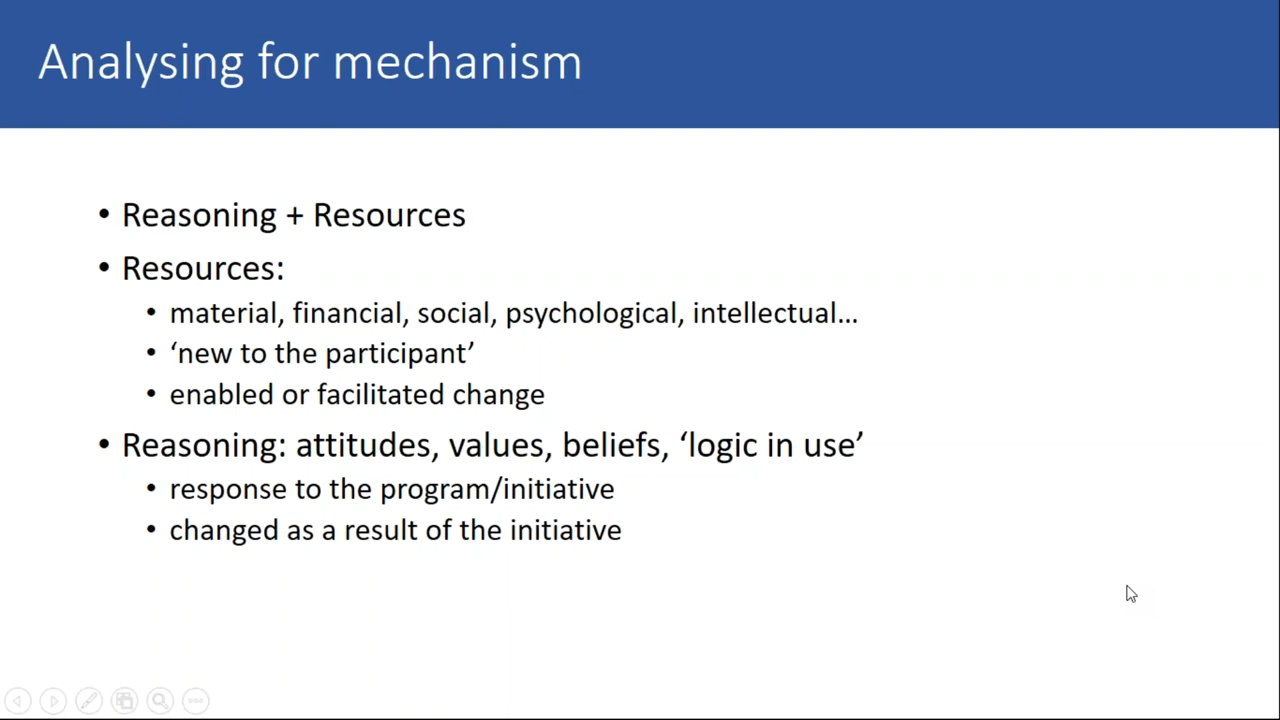 Analysing for mechanism
• Reasoning + Resources
• Resources:
• material, financial, social, psychological, intellectual…
• ‘new to the participant’
• enabled or facilitated change
• Reasoning: attitudes, values, beliefs, ‘logic in use’
• response to the program/initiative
• changed as a result of the initiative